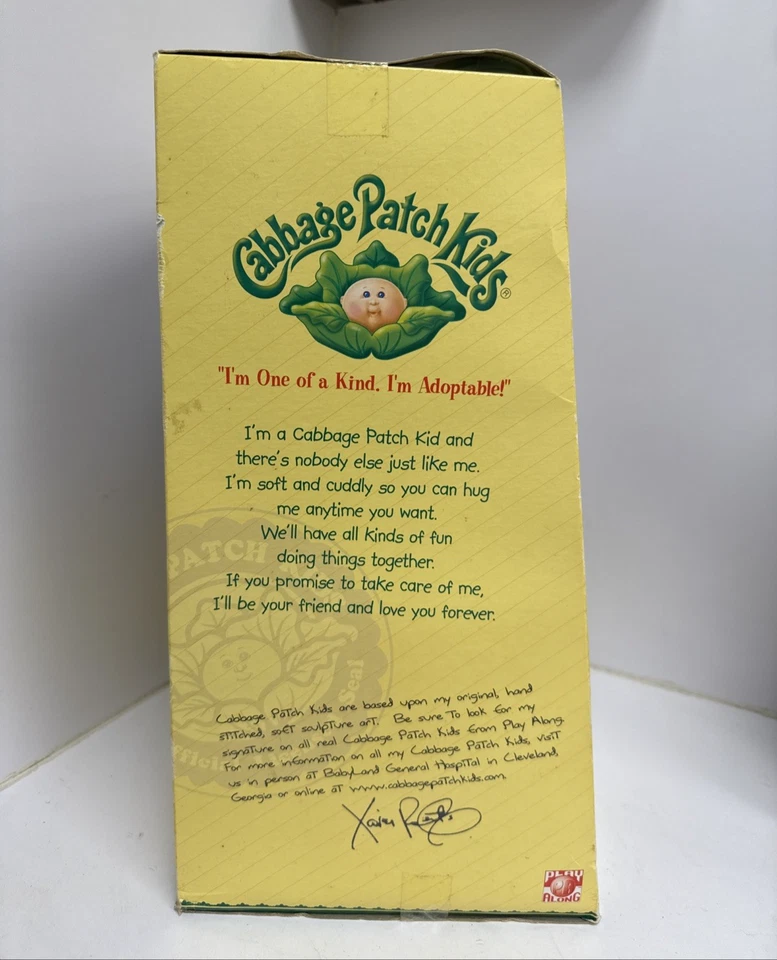 Cabbage Patch Kids®
"I'm One of a Kind. I'm Adoptable!"
I'm a Cabbage Patch Kid and
there's nobody else just like me.
I'm soft and cuddly so you can hug
me anytime you want.
We'll have all kinds of fun
doing things together.
If you promise to take care of me,
I'll be your friend and love you forever.
PATCH
Seal
Cabbage Patch Kids are based upon my original, hand
stitched, soft sculpture art. Be sure to look for my
signature on all real Cabbage Patch Kids from Play Along.
For more information on all my Cabbage Patch Kids, visit
us in person at BabyLand General Hospital in Cleveland,
Georgia or online at www.cabbagepatchkids.com.
Xavier Roberts
PLAY
ALONG